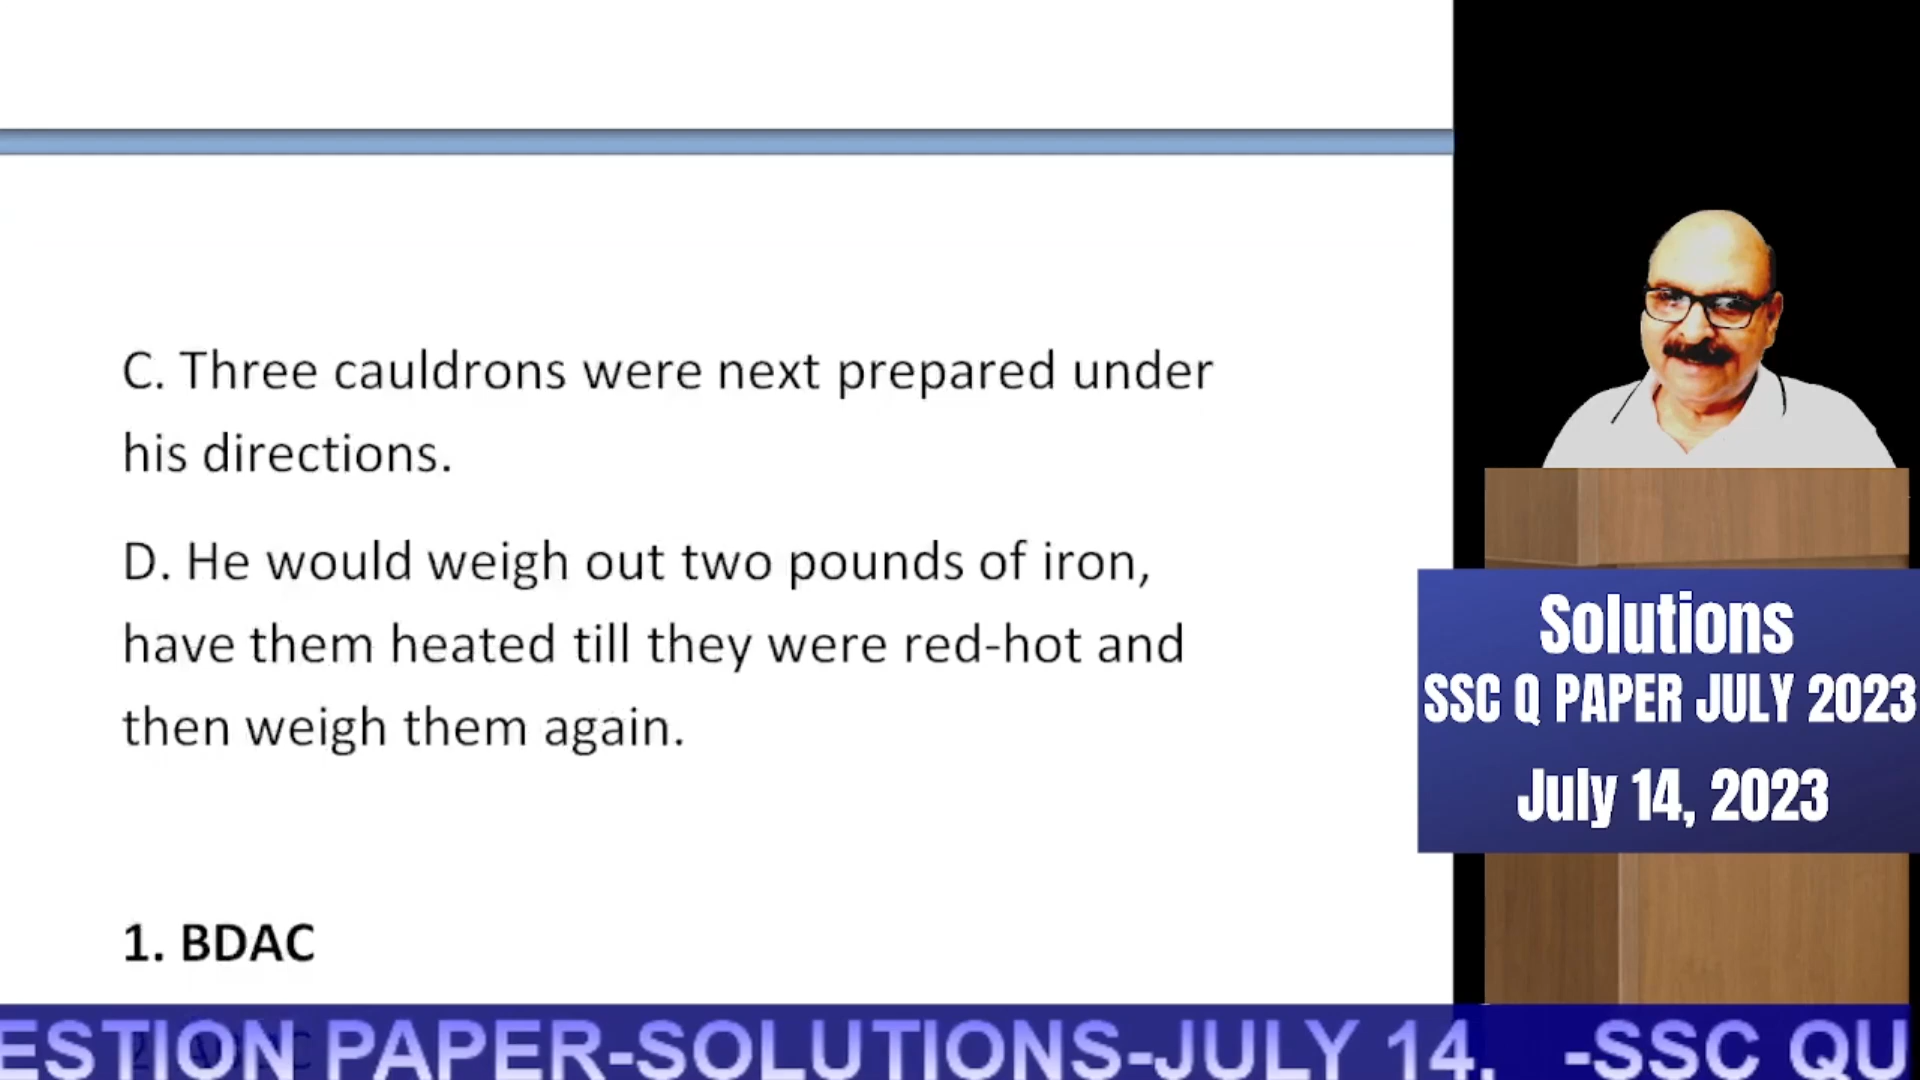 C. Three cauldrons were next prepared under
his directions.
D. He would weigh out two pounds of iron,
have them heated till they were red-hot and
then weigh them again.
1. BDAC
Solutions
SSC Q PAPER JULY 2023
July 14, 2023
ESTION PAPER-SOLUTIONS-JULY 14. -SSC QU